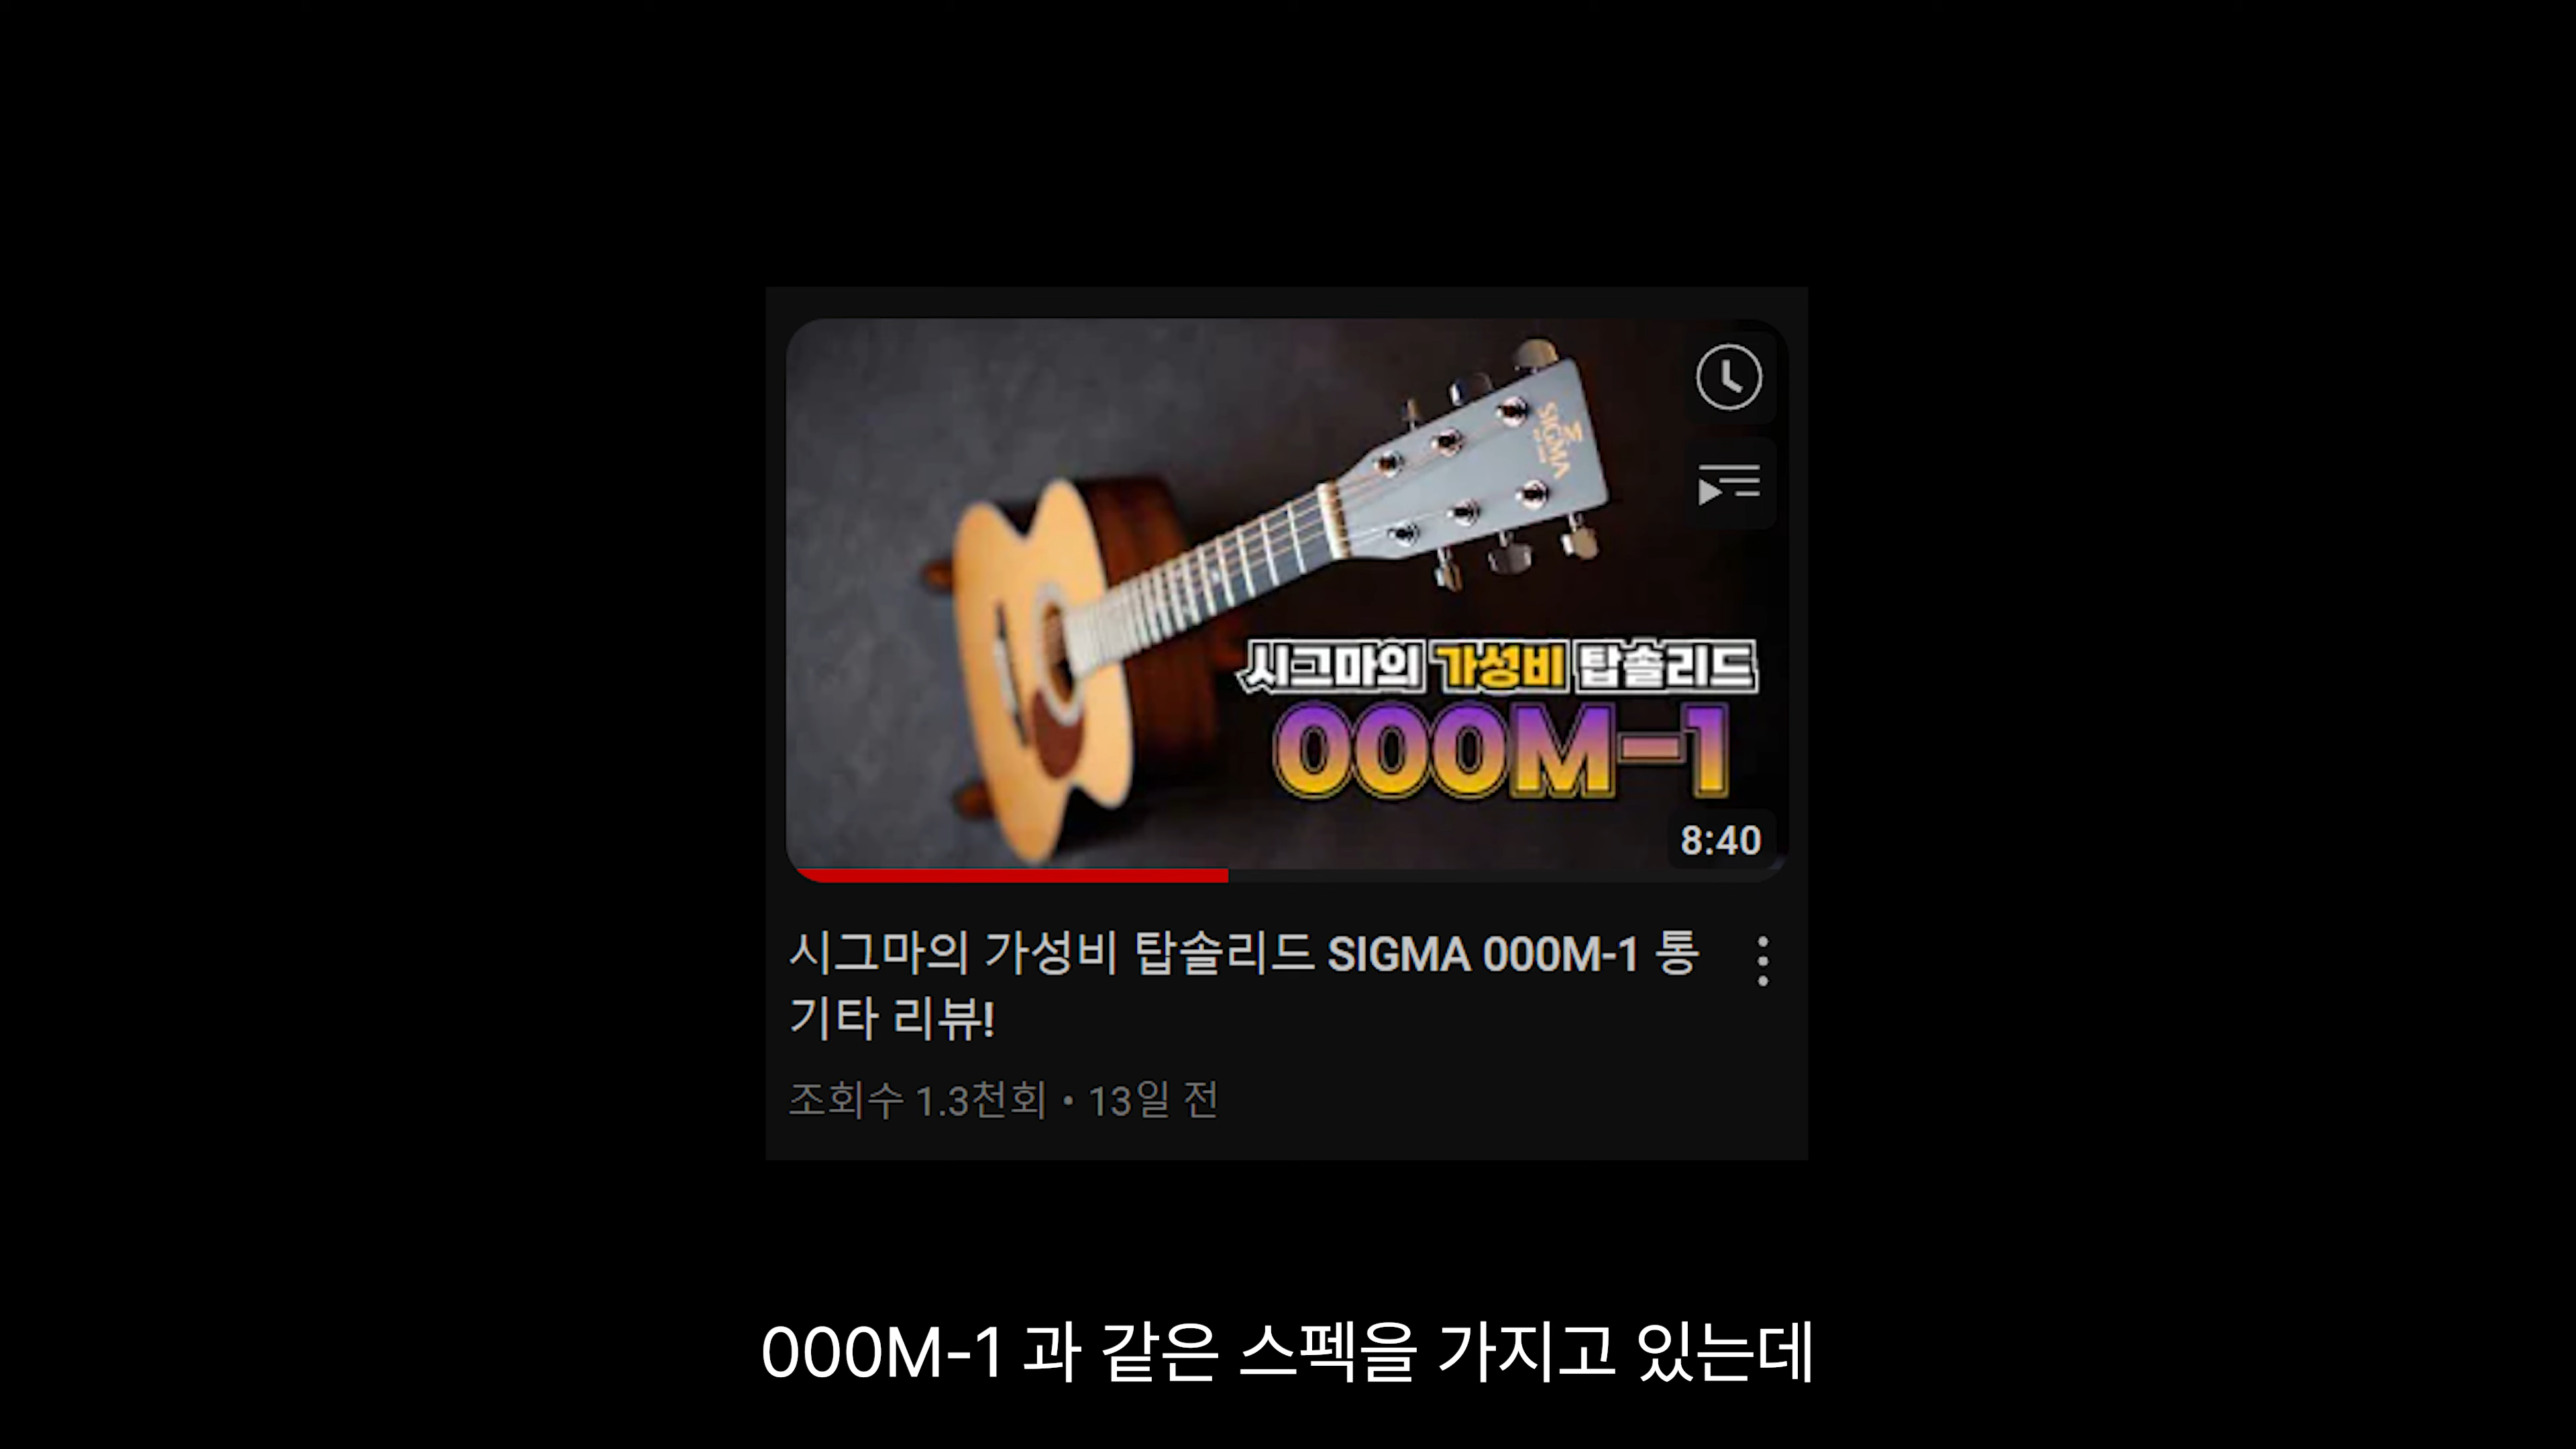 SIGMA
시그마의 가성비 탑솔리드
000M-1
8:40
시그마의 가성비 탑솔리드 SIGMA 000M-1 통
기타 리뷰!
조회수 1.3천회 • 13일 전
000M-1 과 같은 스펙을 가지고 있는데